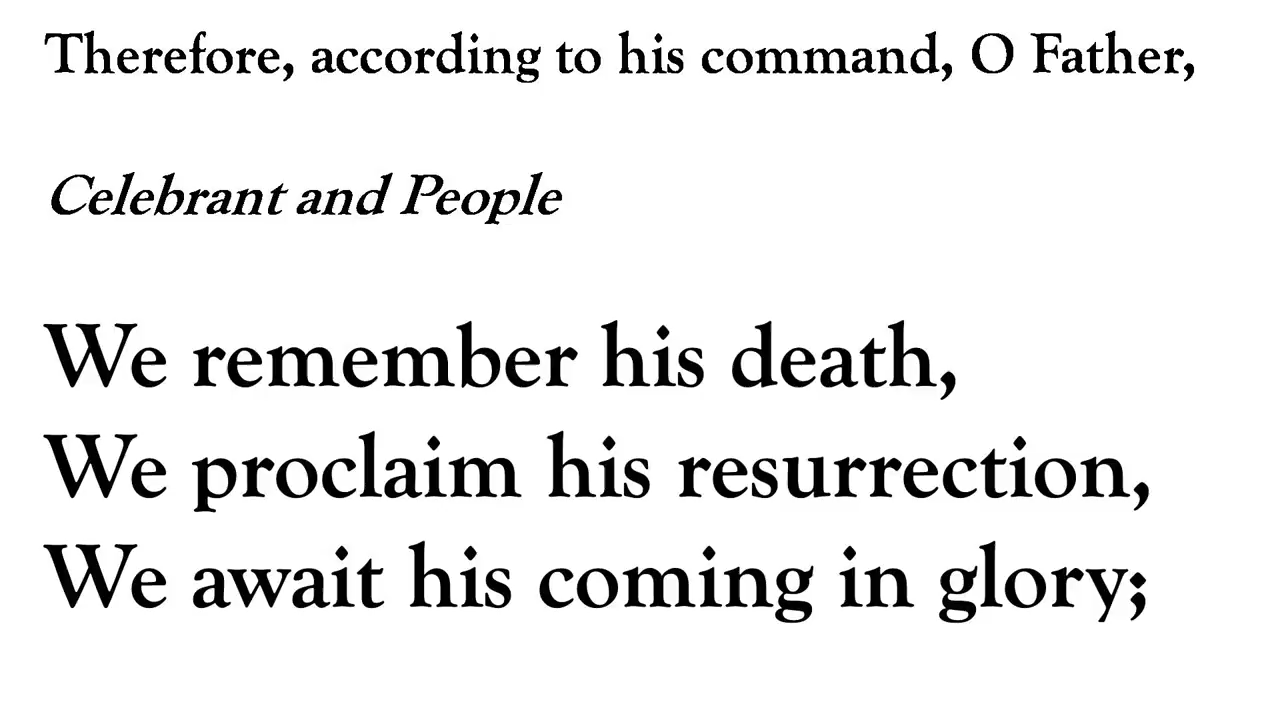 Therefore, according to his command, O Father,
Celebrant and People
We remember his death,
We proclaim his resurrection,
We await his coming in glory;